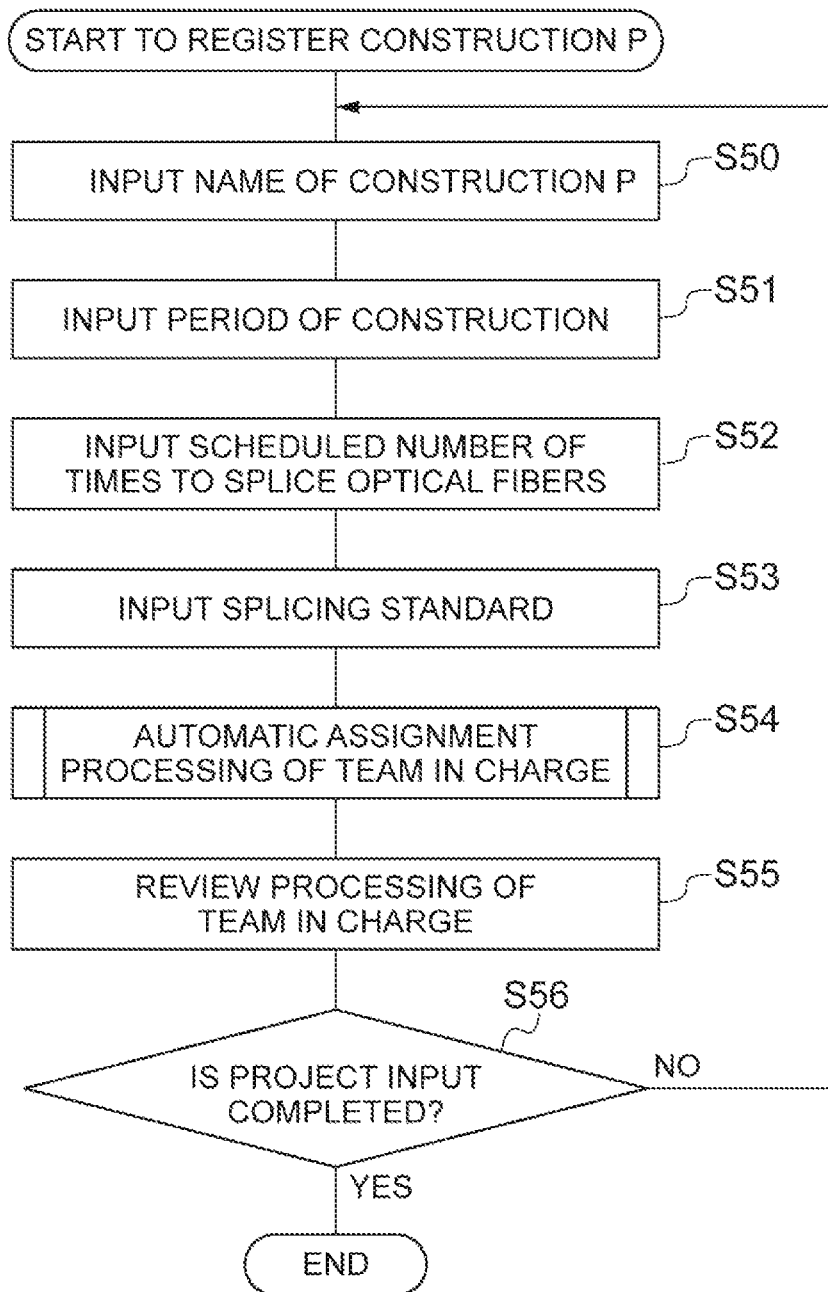 START TO REGISTER CONSTRUCTION P
INPUT NAME OF CONSTRUCTION P
S50
INPUT PERIOD OF CONSTRUCTION
S51
INPUT SCHEDULED NUMBER OF
TIMES TO SPLICE OPTICAL FIBERS
S52
INPUT SPLICING STANDARD
S53
AUTOMATIC ASSIGNMENT
PROCESSING OF TEAM IN CHARGE
S54
REVIEW PROCESSING OF
TEAM IN CHARGE
S55
S56
IS PROJECT INPUT
COMPLETED?
NO
YES
END